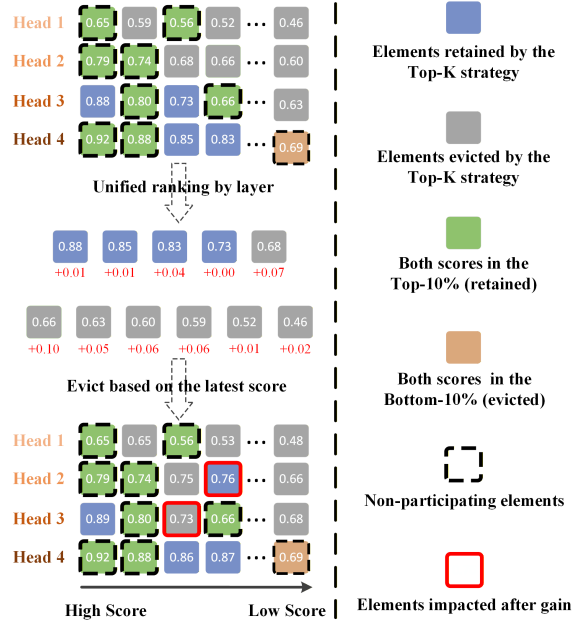 Head 1 0.65 0.59 0.56 0.52 ... 0.46
Head 2 0.79 0.74 0.68 0.66 ... 0.60
Head 3 0.88 0.80 0.73 0.66 ... 0.63
Head 4 0.92 0.88 0.85 0.83 ... 0.69
Unified ranking by layer
0.88 0.85 0.83 0.73 0.68
+0.01 +0.01 +0.04 +0.00 +0.07
0.66 0.63 0.60 0.59 0.52 0.46
+0.10 +0.05 +0.06 +0.06 +0.01 +0.02
Evict based on the latest score
Head 1 0.65 0.65 0.56 0.53 ... 0.48
Head 2 0.79 0.74 0.75 0.76 ... 0.66
Head 3 0.89 0.80 0.73 0.66 ... 0.68
Head 4 0.92 0.88 0.86 0.87 ... 0.69
High Score Low Score
Elements retained by the
Top-K strategy
Elements evicted by the
Top-K strategy
Both scores in the
Top-10% (retained)
Both scores in the
Bottom-10% (evicted)
Non-participating elements
Elements impacted after gain